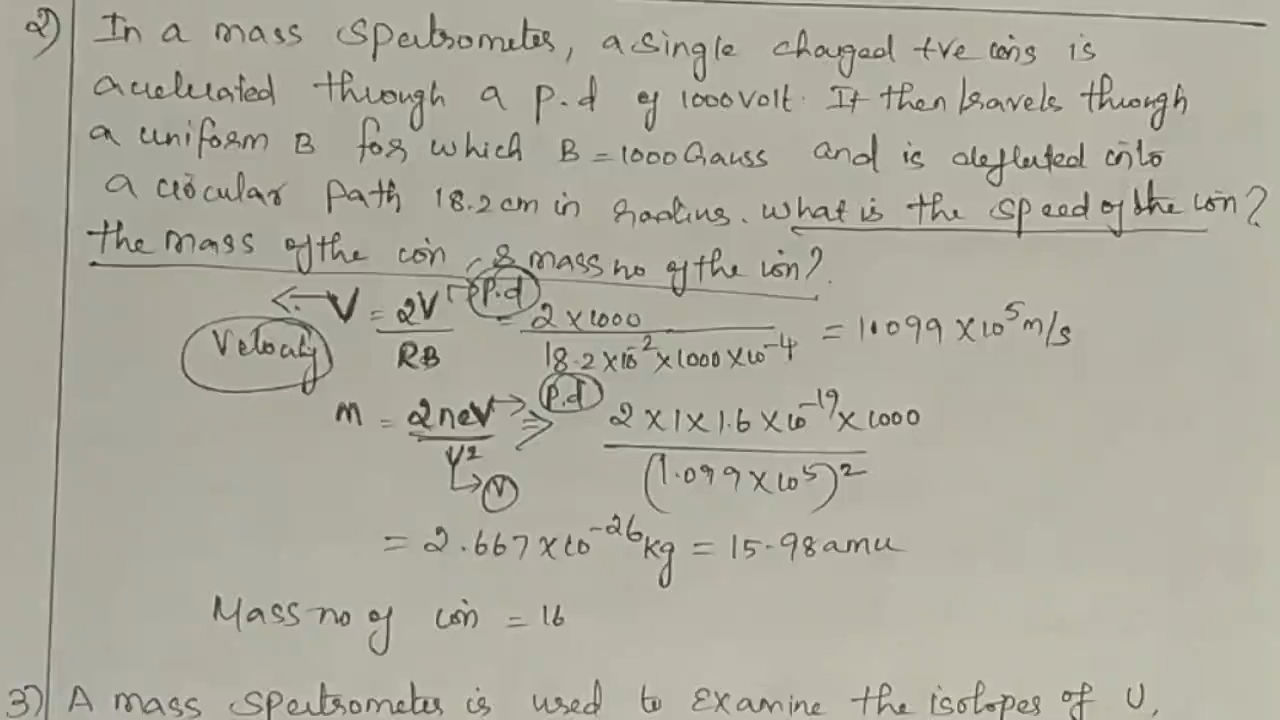 2) In a mass Spectrometer, a single charged +ve ions is
accelerated through a p.d of 1000 volt. It then travels through
a uniform B for which B = 1000 Gauss and is deflected into
a circular path 18.2 cm in radius. what is the speed of the ion?
the mass of the ion, & mass no of the ion?
Velocity ← V = 2V/RB → P.d = 2 × 1000 / 18.2 × 10⁻² × 1000 × 10⁻⁴ = 1.099 × 10⁵ m/s
m = 2neV/V² → P.d ⇒ 2 × 1 × 1.6 × 10⁻¹⁹ × 1000 / (1.099 × 10⁵)²
↳ V
= 2.667 × 10⁻²⁶ kg = 15.98 amu
Mass no of ion = 16
3) A mass Spectrometer is used to examine the isotopes of U,